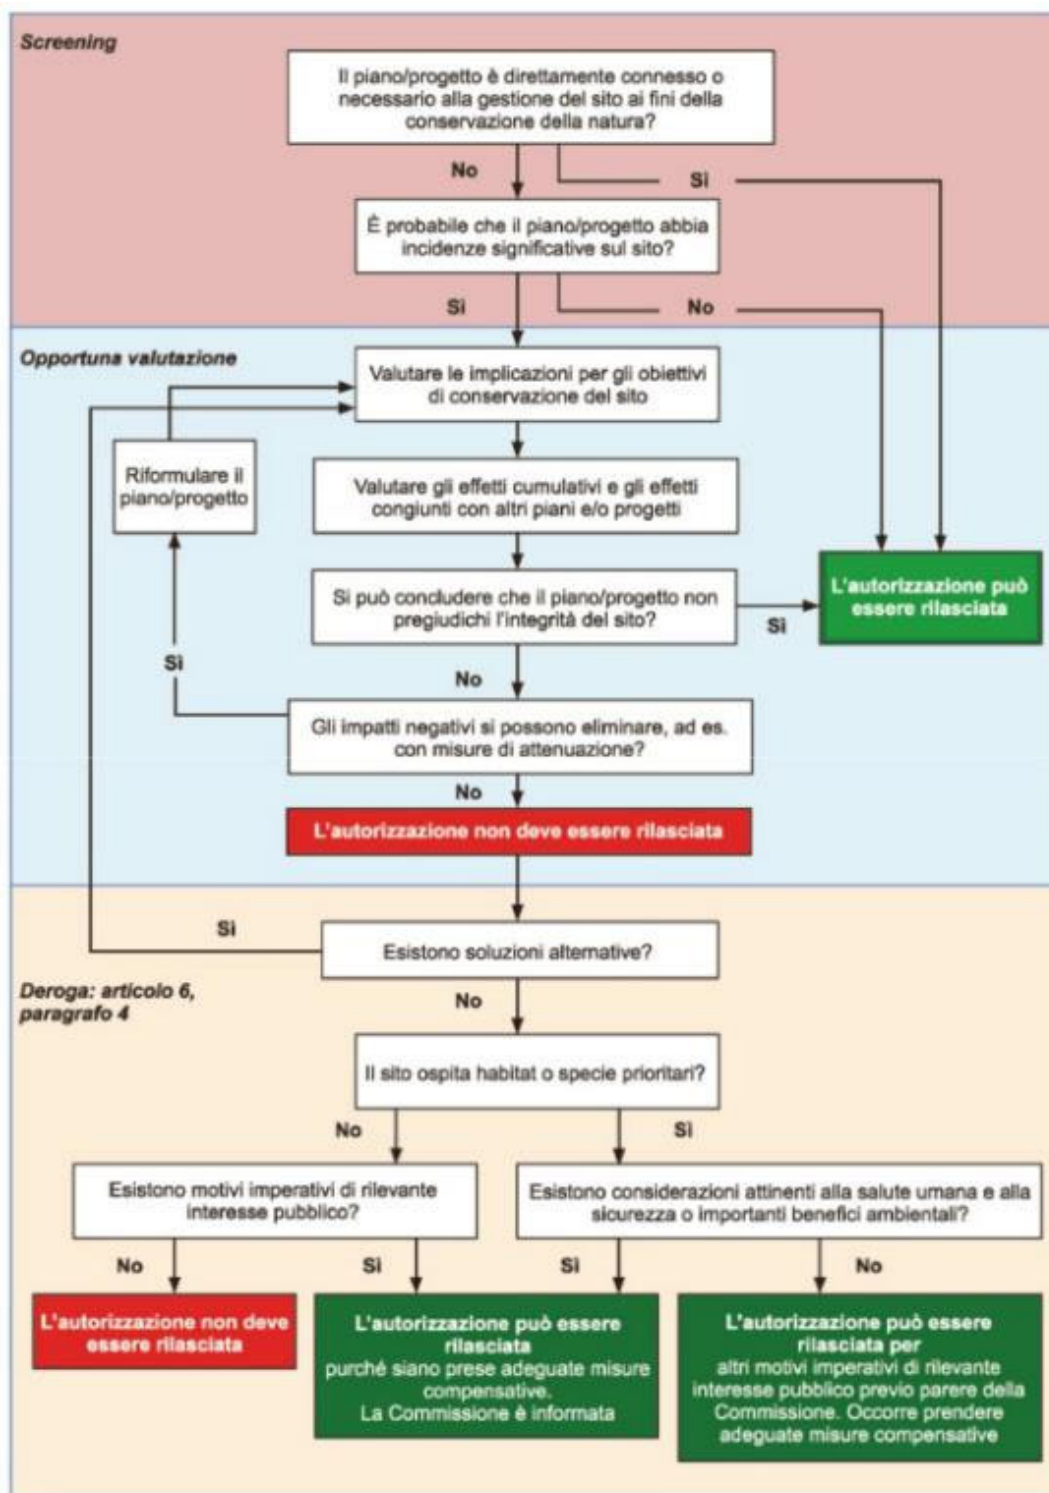 Screening
Il piano/progetto è direttamente connesso o
necessario alla gestione del sito ai fini della
conservazione della natura?
No
Sì
È probabile che il piano/progetto abbia
incidenze significative sul sito?
Sì
No
Opportuna valutazione
Valutare le implicazioni per gli obiettivi
di conservazione del sito
Riformulare il
piano/progetto
Valutare gli effetti cumulativi e gli effetti
congiunti con altri piani e/o progetti
L'autorizzazione può
essere rilasciata
Si può concludere che il piano/progetto non
pregiudichi l'integrità del sito?
Sì
Sì
No
Gli impatti negativi si possono eliminare, ad es.
con misure di attenuazione?
No
L'autorizzazione non deve essere rilasciata
Sì
Esistono soluzioni alternative?
Deroga: articolo 6,
paragrafo 4
No
Il sito ospita habitat o specie prioritari?
No
Sì
Esistono motivi imperativi di rilevante
interesse pubblico?
Esistono considerazioni attinenti alla salute umana e alla
sicurezza o importanti benefici ambientali?
No
Sì
Sì
No
L'autorizzazione non deve
essere rilasciata
L'autorizzazione può essere
rilasciata
purché siano prese adeguate misure
compensative.
La Commissione è informata
L'autorizzazione può essere
rilasciata per
altri motivi imperativi di rilevante
interesse pubblico previo parere della
Commissione. Occorre prendere
adeguate misure compensative